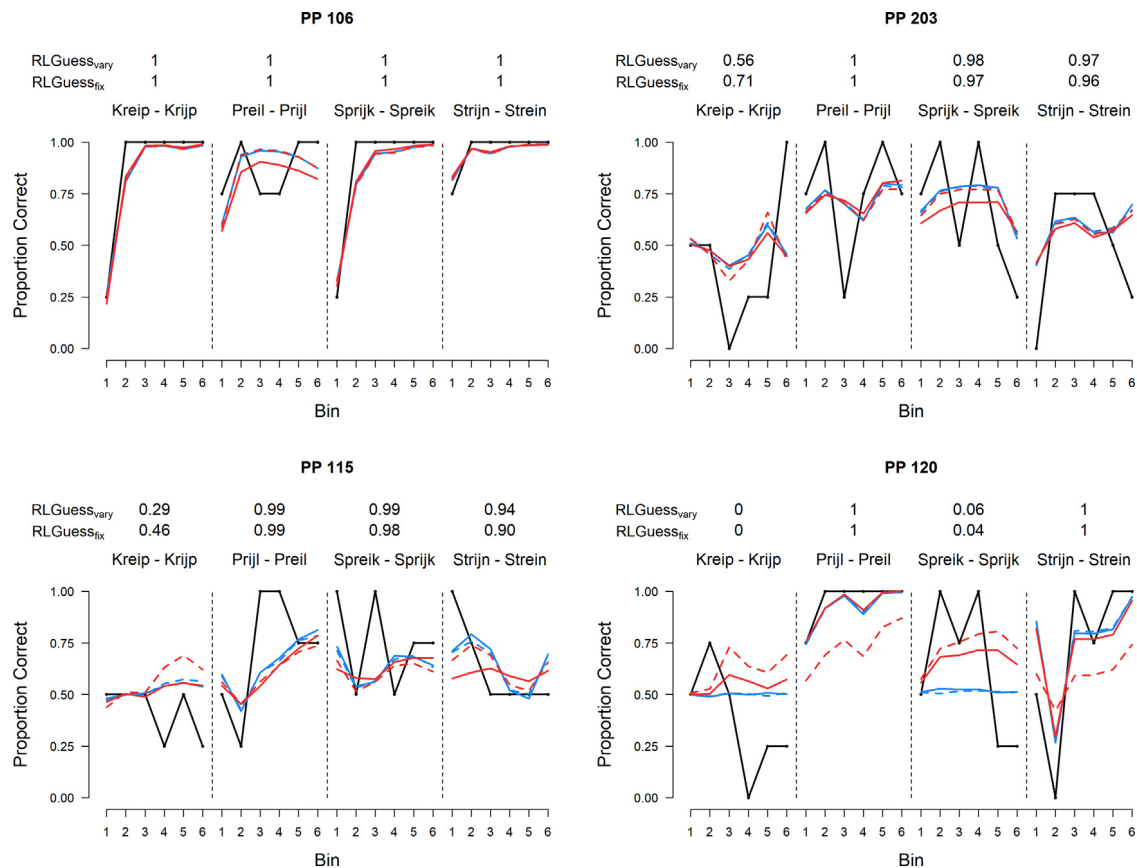 PP 106
RLGuess_vary 1 1 1 1
RLGuess_fix 1 1 1 1
Kreip - Krijp Preil - Prijl Sprijk - Spreik Strijn - Strein
1.00
0.75
0.50
0.25
0.00
Proportion Correct
1 2 3 4 5 6 1 2 3 4 5 6 1 2 3 4 5 6 1 2 3 4 5 6
Bin
PP 203
RLGuess_vary 0.56 1 0.98 0.97
RLGuess_fix 0.71 1 0.97 0.96
Kreip - Krijp Preil - Prijl Sprijk - Spreik Strijn - Strein
1.00
0.75
0.50
0.25
0.00
Proportion Correct
1 2 3 4 5 6 1 2 3 4 5 6 1 2 3 4 5 6 1 2 3 4 5 6
Bin
PP 115
RLGuess_vary 0.29 0.99 0.99 0.94
RLGuess_fix 0.46 0.99 0.98 0.90
Kreip - Krijp Prijl - Preil Spreik - Sprijk Strijn - Strein
1.00
0.75
0.50
0.25
0.00
Proportion Correct
1 2 3 4 5 6 1 2 3 4 5 6 1 2 3 4 5 6 1 2 3 4 5 6
Bin
PP 120
RLGuess_vary 0 1 0.06 1
RLGuess_fix 0 1 0.04 1
Kreip - Krijp Prijl - Preil Spreik - Sprijk Strijn - Strein
1.00
0.75
0.50
0.25
0.00
Proportion Correct
1 2 3 4 5 6 1 2 3 4 5 6 1 2 3 4 5 6 1 2 3 4 5 6
Bin